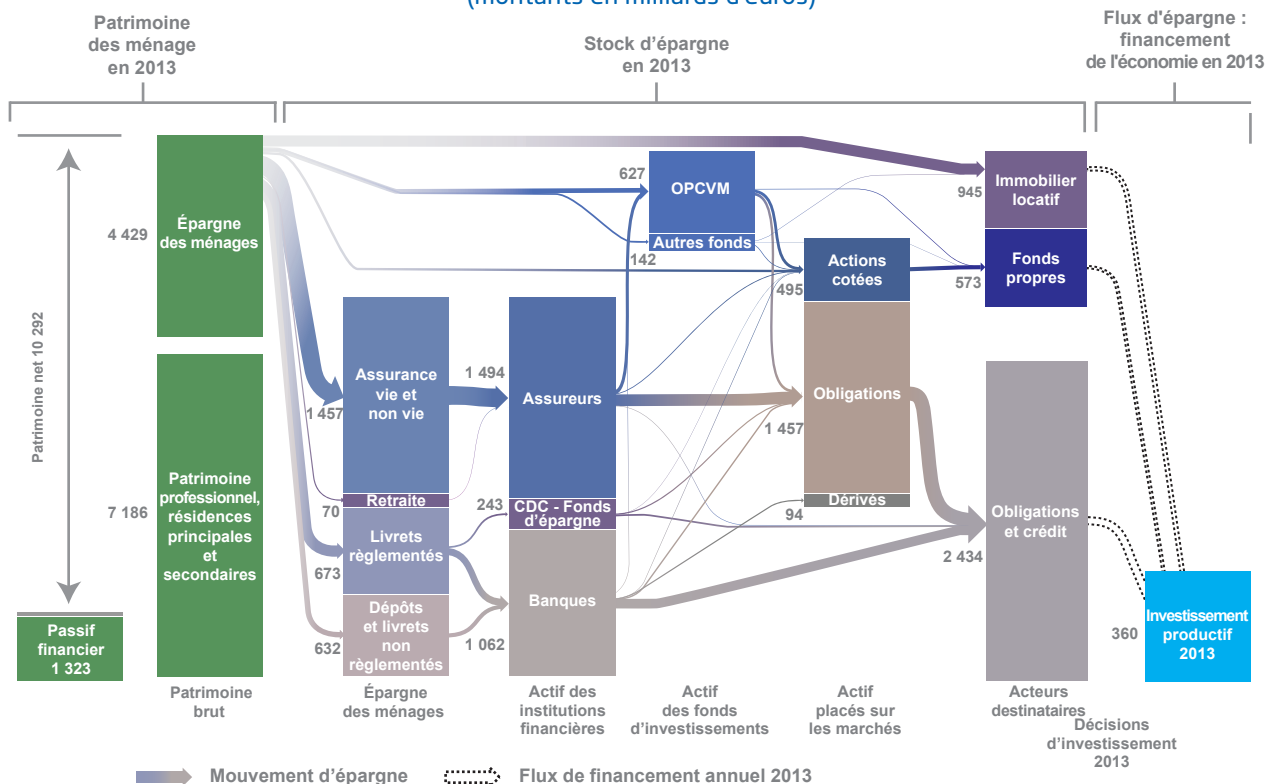 (montants en milliards d'euros)
Patrimoine
des ménage
en 2013
Stock d'épargne
en 2013
Flux d'épargne :
financement
de l'économie en 2013
Patrimoine net 10 292
4 429
7 186
Passif
financier
1 323
Épargne
des ménages
Patrimoine
professionnel,
résidences
principales
et
secondaires
Patrimoine
brut
1 457
70
673
632
Assurance
vie et
non vie
Retraite
Livrets
règlementés
Dépôts
et livrets
non
règlementés
Épargne
des ménages
1 494
243
1 062
Assureurs
CDC - Fonds
d'épargne
Banques
Actif des
institutions
financières
627
142
OPCVM
Autres fonds
Actif
des fonds
d'investissements
495
1 457
94
Actions
cotées
Obligations
Dérivés
Actif
placés sur
les marchés
945
573
2 434
Immobilier
locatif
Fonds
propres
Obligations
et crédit
Acteurs
destinataires
360
Investissement
productif
2013
Décisions
d'investissement
2013
Mouvement d'épargne
Flux de financement annuel 2013